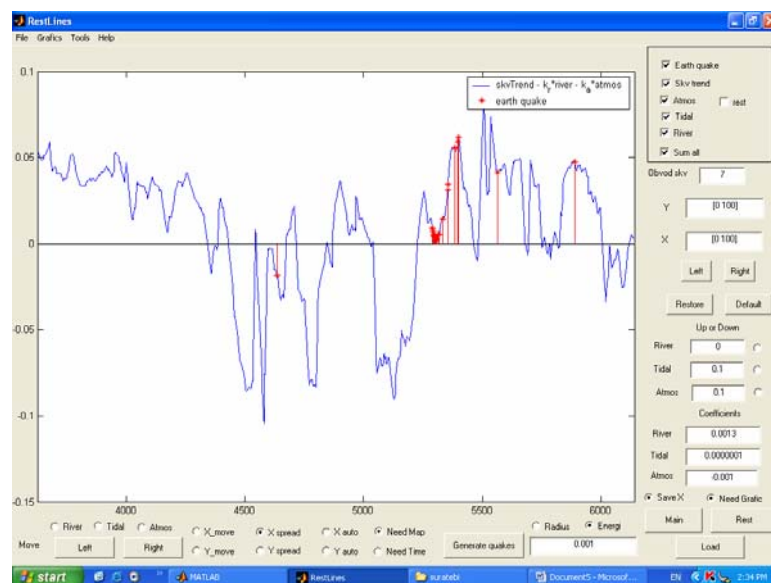 RestLines
File Grafics Tools Help
0.1
0.05
0
-0.05
-0.1
-0.15
4000 4500 5000 5500 6000
skvTrend - k_r*river - k_a*atmos
earth quake
Earth quake
Skv trend
Atmos rest
Tidal
River
Sum all
Obvod skv 7
Y [0 100]
X [0 100]
Left Right
Restore Default
Up or Down
River 0
Tidal 0.1
Atmos 0.1
Coefficients
River 0.0013
Tidal 0.0000001
Atmos -0.001
Save X Need Grafic
Main Rest
Load
River Tidal Atmos X_move X spread X auto Need Map Radius Energi
Move Left Right Y_move Y spread Y auto Need Time Generate quakes 0.001
start MATLAB RestLines suratebi Document5 - Microsof... EN 2:34 PM